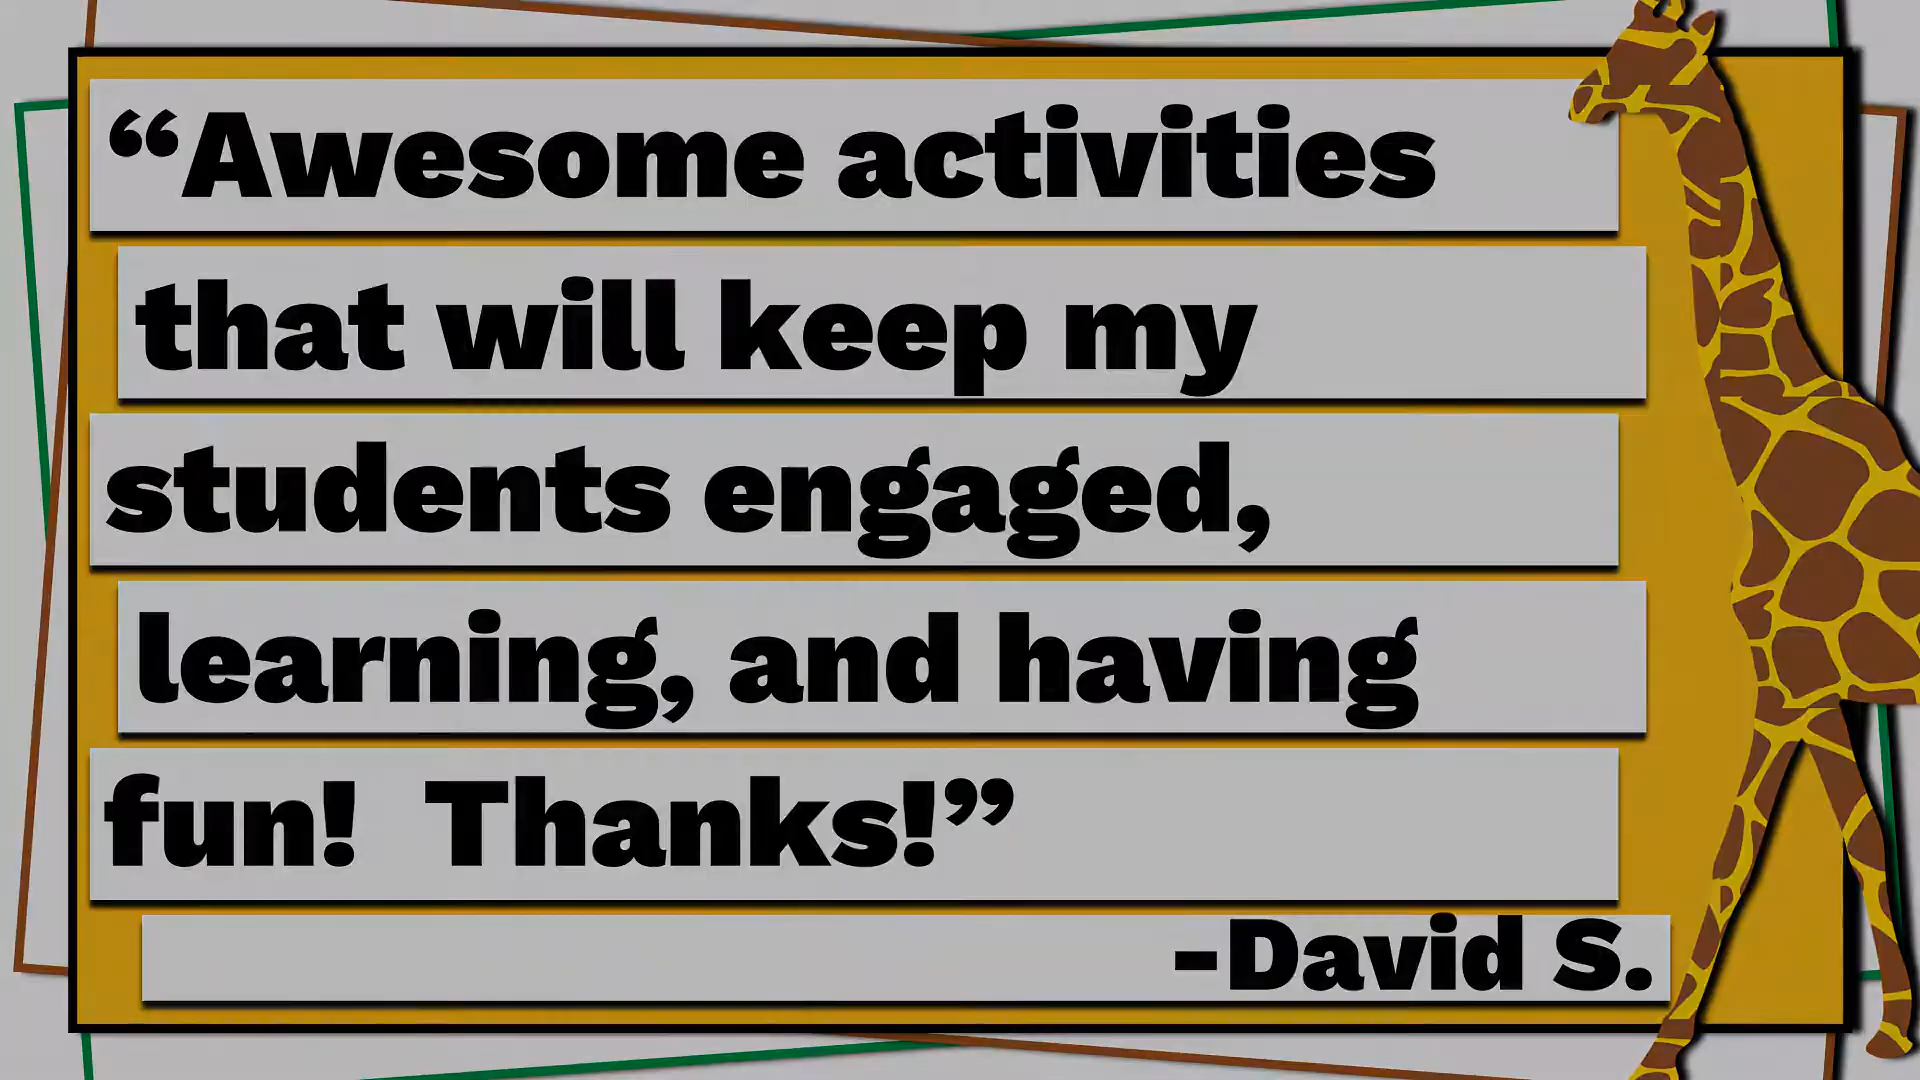 “Awesome activities
that will keep my
students engaged,
learning, and having
fun!  Thanks!”
-David S.